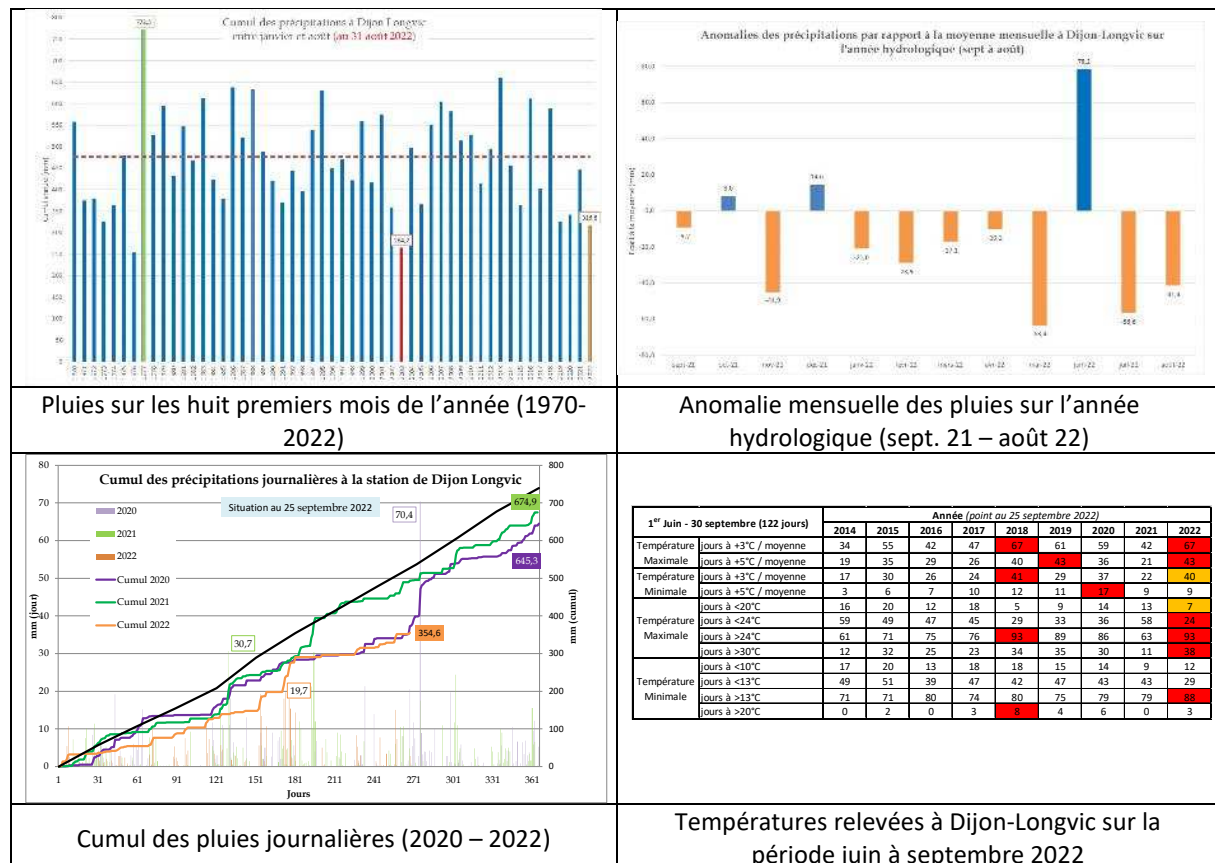 Cumul des précipitations à Dijon Longvic
entre janvier et août (au 31 août 2022)
Cumul annuel (mm)
Anomalies des précipitations par rapport à la moyenne mensuelle à Dijon-Longvic sur
l'année hydrologique (sept à août)
Ecart à la moyenne (mm)
78,2
14,6
Pluies sur les huit premiers mois de l'année (1970-
2022)
Anomalie mensuelle des pluies sur l'année
hydrologique (sept. 21 – août 22)
Cumul des précipitations journalières à la station de Dijon Longvic
Situation au 25 septembre 2022
2020
2021
2022
Cumul 2020
Cumul 2021
Cumul 2022
70,4
674,9
645,3
354,6
30,7
19,7
mm (jour)
80
70
60
50
40
30
20
10
0
mm (cumul)
800
700
600
500
400
300
200
100
0
1 31 61 91 121 151 181 211 241 271 301 331 361
Jours
1er Juin - 30 septembre (122 jours) Année (point au 25 septembre 2022)
2014 2015 2016 2017 2018 2019 2020 2021 2022
Température jours à +3°C / moyenne 34 55 42 47 67 61 59 42 67
Maximale jours à +5°C / moyenne 19 35 29 26 40 43 36 21 43
Température jours à +3°C / moyenne 17 30 26 24 41 29 37 22 40
Minimale jours à +5°C / moyenne 3 6 7 10 12 11 17 9 9
Température Maximale jours à <20°C 16 20 12 18 5 9 14 13 7
jours à <24°C 59 49 47 45 29 33 36 58 24
jours à >24°C 61 71 75 76 93 89 86 63 93
jours à >30°C 12 32 25 23 34 35 30 11 38
Température Minimale jours à <10°C 17 20 13 18 18 15 14 9 12
jours à <13°C 49 51 39 47 42 47 43 43 29
jours à >13°C 71 71 80 74 80 75 79 79 88
jours à >20°C 0 2 0 3 8 4 6 0 3
Cumul des pluies journalières (2020 – 2022)
Températures relevées à Dijon-Longvic sur la
période juin à septembre 2022